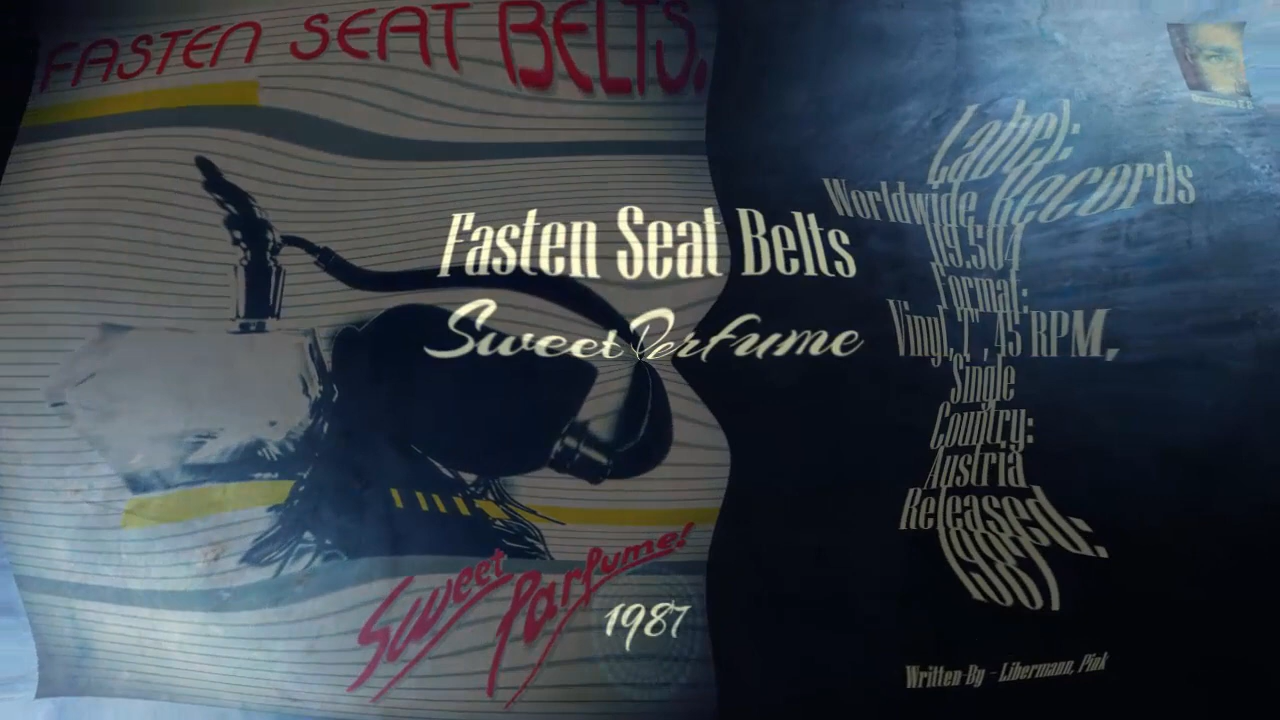 FASTEN SEAT BELTS.
Fasten Seat Belts
Sweet Perfume
Sweet Parfume!
1987
Label:
Worldwide Records
119.504
Format:
Vinyl, 7", 45 RPM,
Single
Country:
Austria
Released:
1987
Written-By – Libermann, Pink